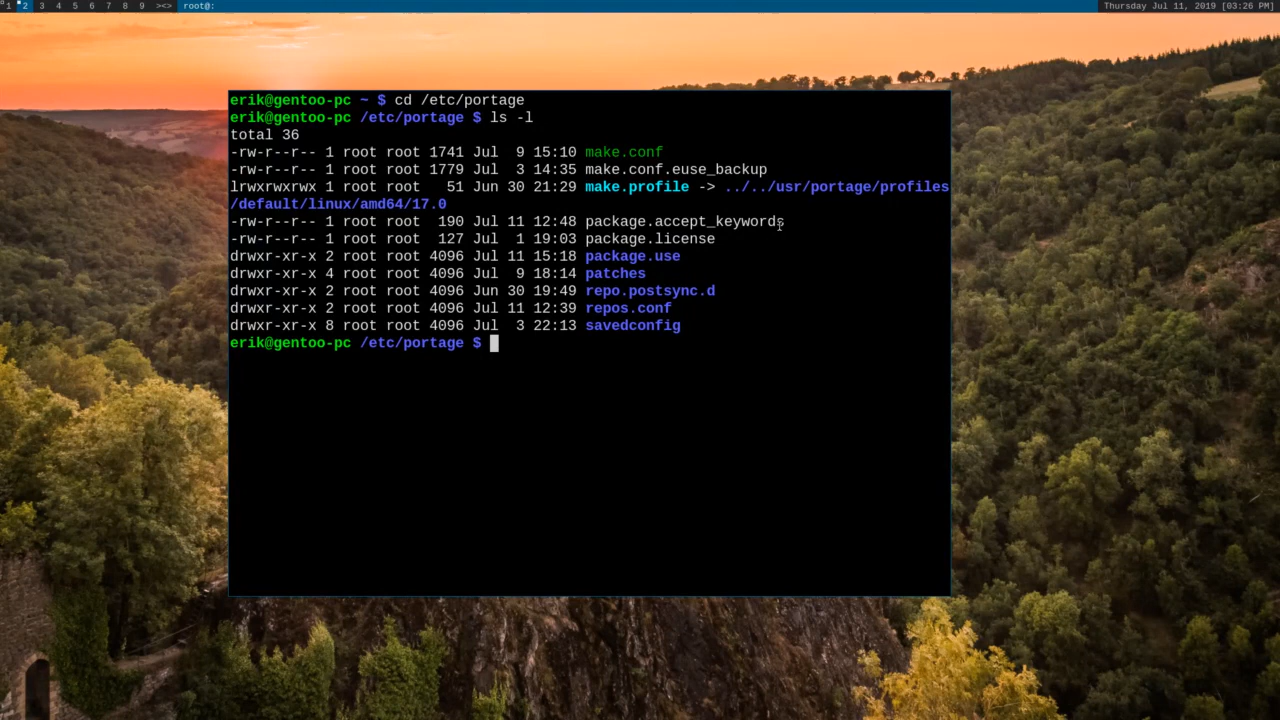 1 2 3 4 5 6 7 8 9 ><> root@: Thursday Jul 11, 2019 [03:26 PM]
erik@gentoo-pc ~ $ cd /etc/portage
erik@gentoo-pc /etc/portage $ ls -l
total 36
-rw-r--r-- 1 root root 1741 Jul  9 15:10 make.conf
-rw-r--r-- 1 root root 1779 Jul  3 14:35 make.conf.euse_backup
lrwxrwxrwx 1 root root   51 Jun 30 21:29 make.profile -> ../../usr/portage/profiles
/default/linux/amd64/17.0
-rw-r--r-- 1 root root  190 Jul 11 12:48 package.accept_keywords
-rw-r--r-- 1 root root  127 Jul  1 19:03 package.license
drwxr-xr-x 2 root root 4096 Jul 11 15:18 package.use
drwxr-xr-x 4 root root 4096 Jul  9 18:14 patches
drwxr-xr-x 2 root root 4096 Jun 30 19:49 repo.postsync.d
drwxr-xr-x 2 root root 4096 Jul 11 12:39 repos.conf
drwxr-xr-x 8 root root 4096 Jul  3 22:13 savedconfig
erik@gentoo-pc /etc/portage $